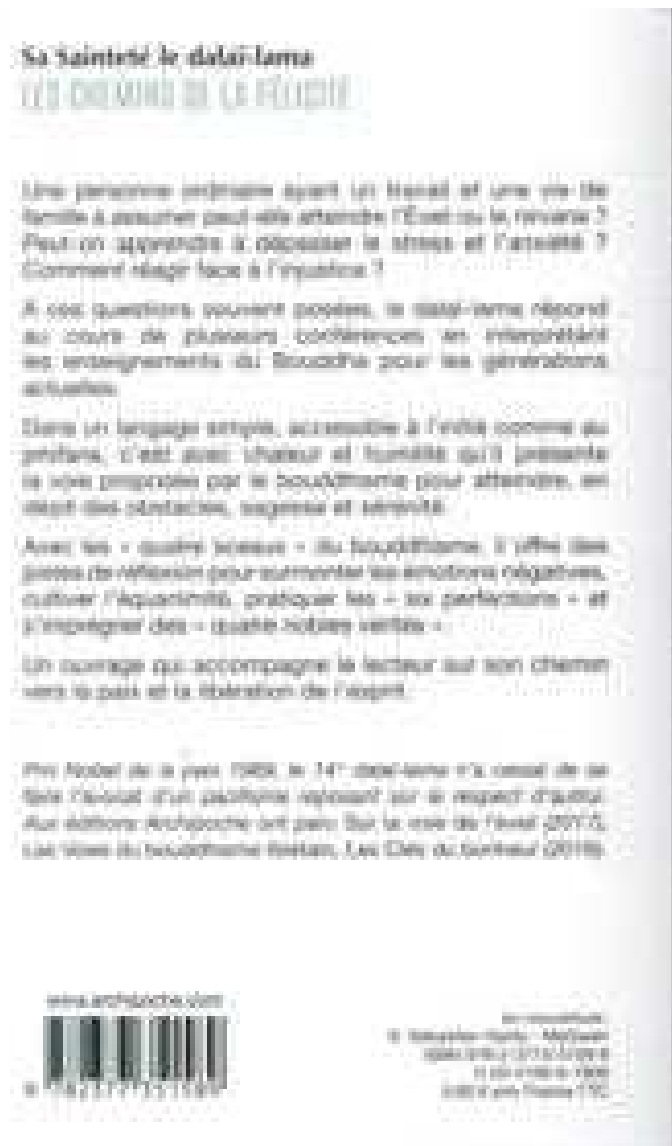 Sa Sainteté le dalaï-lama
LES CHEMINS DE LA FÉLICITÉ
Une personne ordinaire ayant un travail et une vie de
famille à assumer peut-elle atteindre l'Éveil ou le nirvana ?
Peut-on apprendre à dépasser le stress et l'anxiété ?
Comment réagir face à l'injustice ?
À ces questions souvent posées, le dalaï-lama répond
au cours de plusieurs conférences en interprétant
les enseignements du Bouddha pour les générations
actuelles.
Dans un langage simple, accessible à l'initié comme au
profane, c'est avec chaleur et humilité qu'il présente
la voie proposée par le bouddhisme pour atteindre, en
dépit des obstacles, sagesse et sérénité.
Avec les « quatre sceaux » du bouddhisme, il offre des
pistes de réflexion pour surmonter les émotions négatives,
cultiver l'équanimité, pratiquer les « six perfections » et
s'imprégner des « quatre nobles vérités ».
Un ouvrage qui accompagne le lecteur sur son chemin
vers la paix et la libération de l'esprit.
Prix Nobel de la paix 1989, le 14e dalaï-lama n'a cessé de se
faire l'avocat d'un pacifisme reposant sur le respect d'autrui.
Aux éditions Archipoche ont paru Sur la voie de l'éveil (2017),
Les Voies du bouddhisme tibétain, Les Clés du bonheur
www.archipoche.com
En couverture :